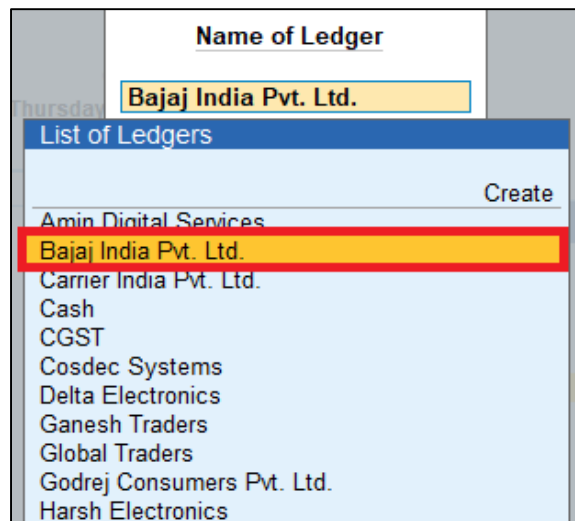 Name of Ledger
Thursday
Bajaj India Pvt. Ltd.
List of Ledgers
Create
Amin Digital Services
Bajaj India Pvt. Ltd.
Carrier India Pvt. Ltd.
Cash
CGST
Cosdec Systems
Delta Electronics
Ganesh Traders
Global Traders
Godrej Consumers Pvt. Ltd.
Harsh Electronics